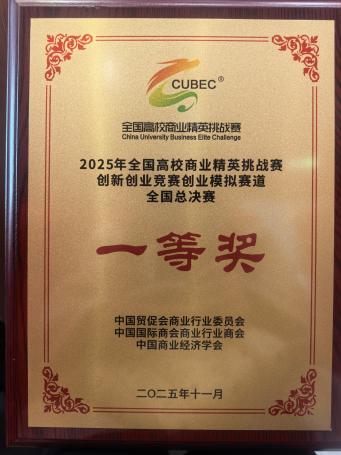 CUBEC®
全国高校商业精英挑战赛
China University Business Elite Challenge
2025年全国高校商业精英挑战赛
创新创业竞赛创业模拟赛道
全国总决赛
一等奖
中国贸促会商业行业委员会
中国国际商会商业行业商会
中国商业经济学会
二〇二五年十一月